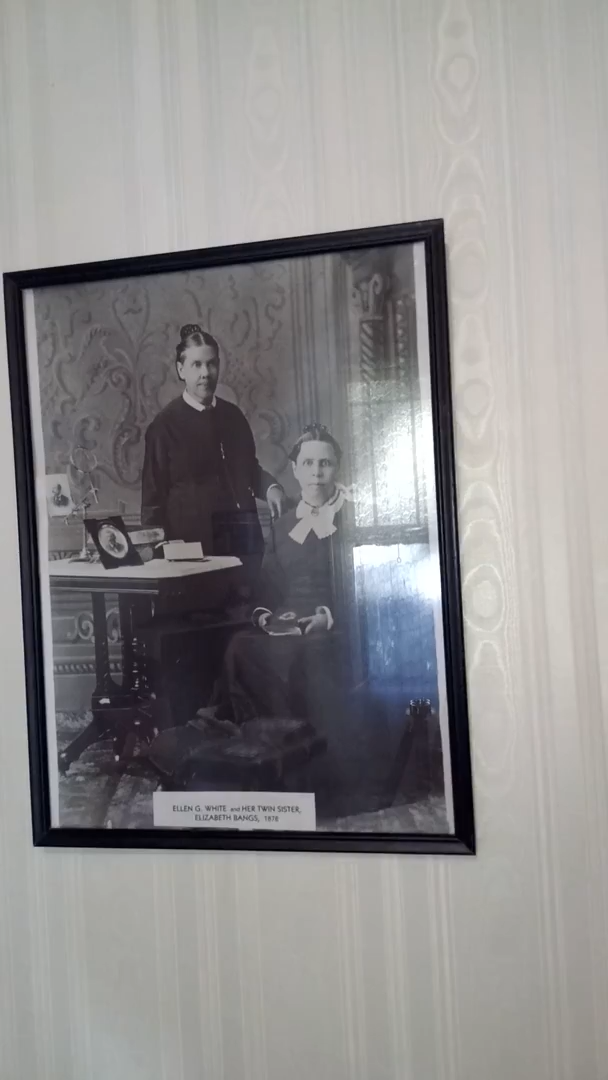 ELLEN G. WHITE and HER TWIN SISTER,
ELIZABETH BANGS, 1878